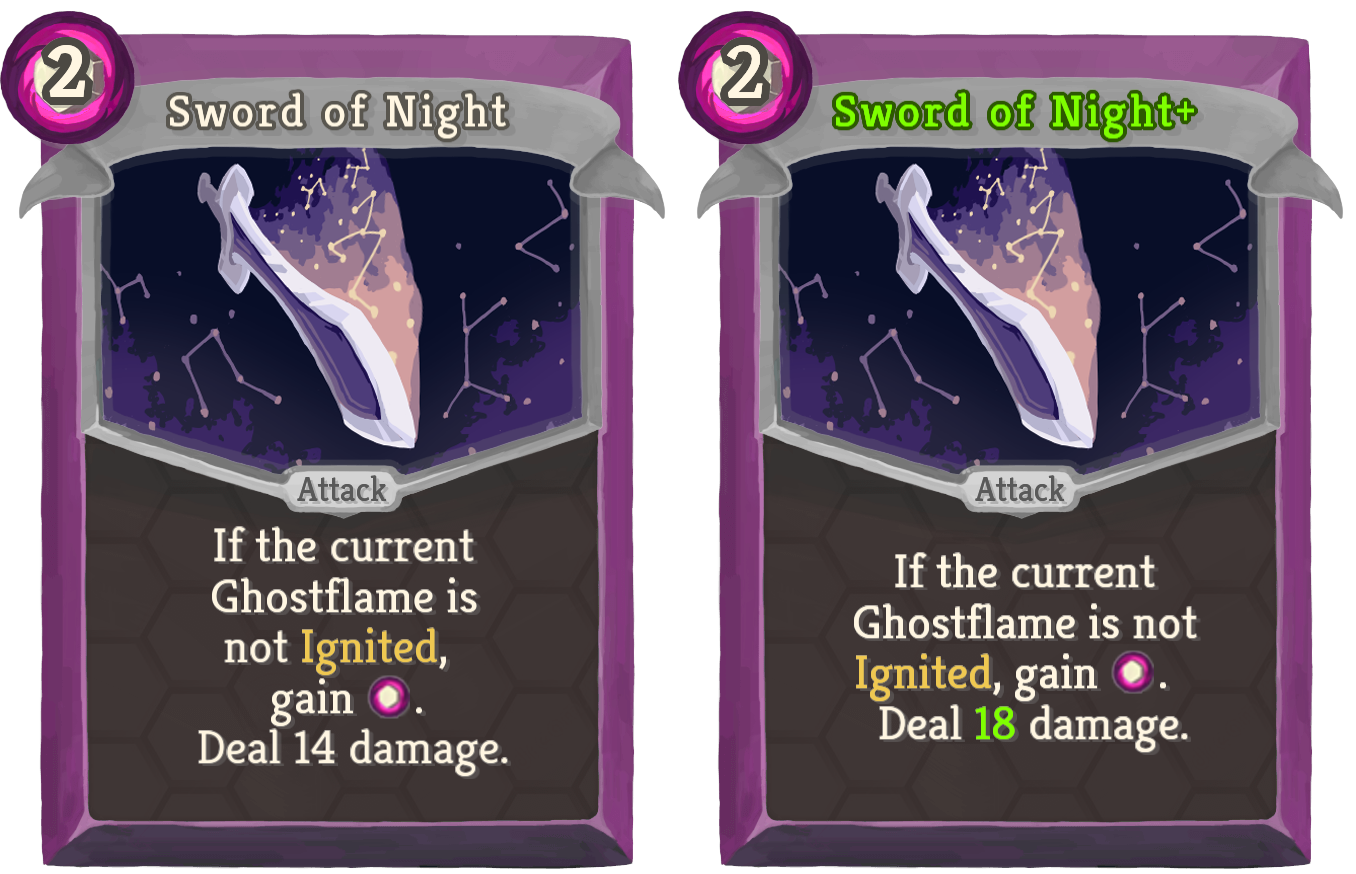 2
Sword of Night
Attack
If the current
Ghostflame is
not Ignited,
gain .
Deal 14 damage.
2
Sword of Night+
Attack
If the current
Ghostflame is not
Ignited, gain .
Deal 18 damage.